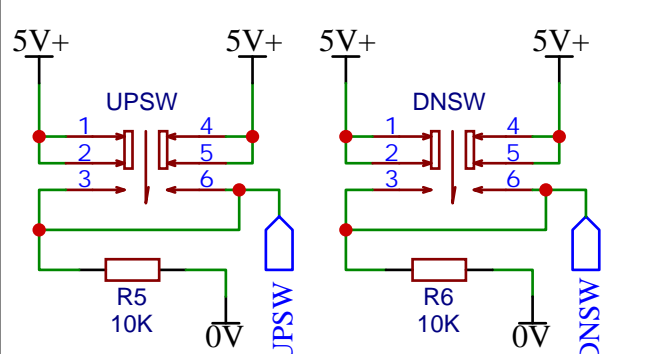 5V+ 5V+ 5V+ 5V+
UPSW DNSW
1 4 1 4
2 5 2 5
3 6 3 6
R5 R6
10K 10K
0V 0V
UPSW DNSW